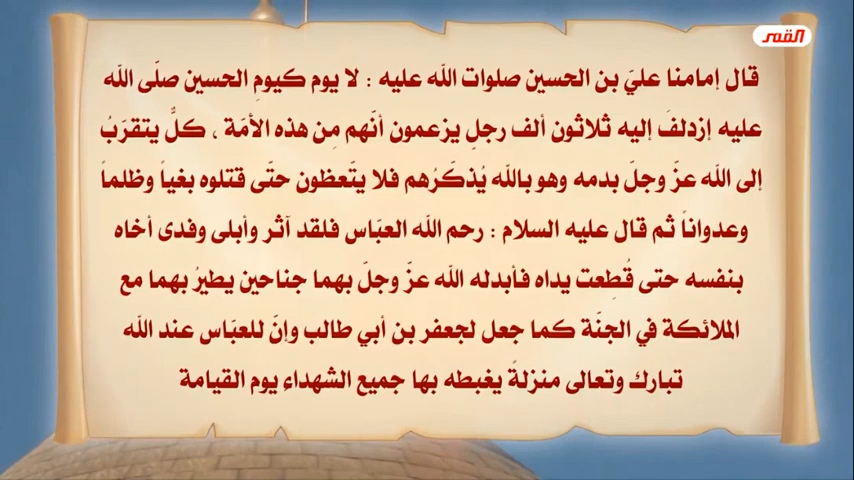 القمر
قال إمامنا عليّ بن الحسين صلوات الله عليه : لا يوم كيومِ الحسين صلّى الله
عليه إزدلفَ إليه ثلاثون ألف رجلٍ يزعمون أنّهم مِن هذه الأمّة ، كلٌّ يتقرّبُ
إلى الله عزّ وجلّ بدمه وهو بالله يُذكّرُهم فلا يتّعظون حتّى قتلوه بغياً وظلماً
وعدواناً ثم قال عليه السلام : رحم الله العبّاس فلقد آثر وأبلى وفدى أخاه
بنفسه حتى قُطِعت يداه فأبدله الله عزّ وجلّ بهما جناحين يطيرُ بهما مع
الملائكة في الجنّة كما جعل لجعفر بن أبي طالب وإنّ للعبّاس عند الله
تبارك وتعالى منزلةً يغبطه بها جميع الشهداء يوم القيامة